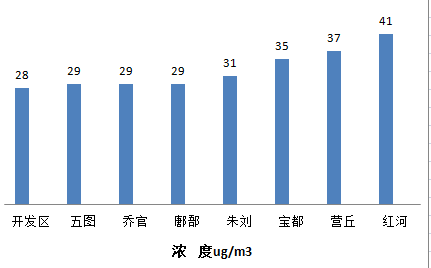 28 29 29 29 31 35 37 41
开发区 五图 乔官 鄌郚 朱刘 宝都 营丘 红河
浓 度ug/m3